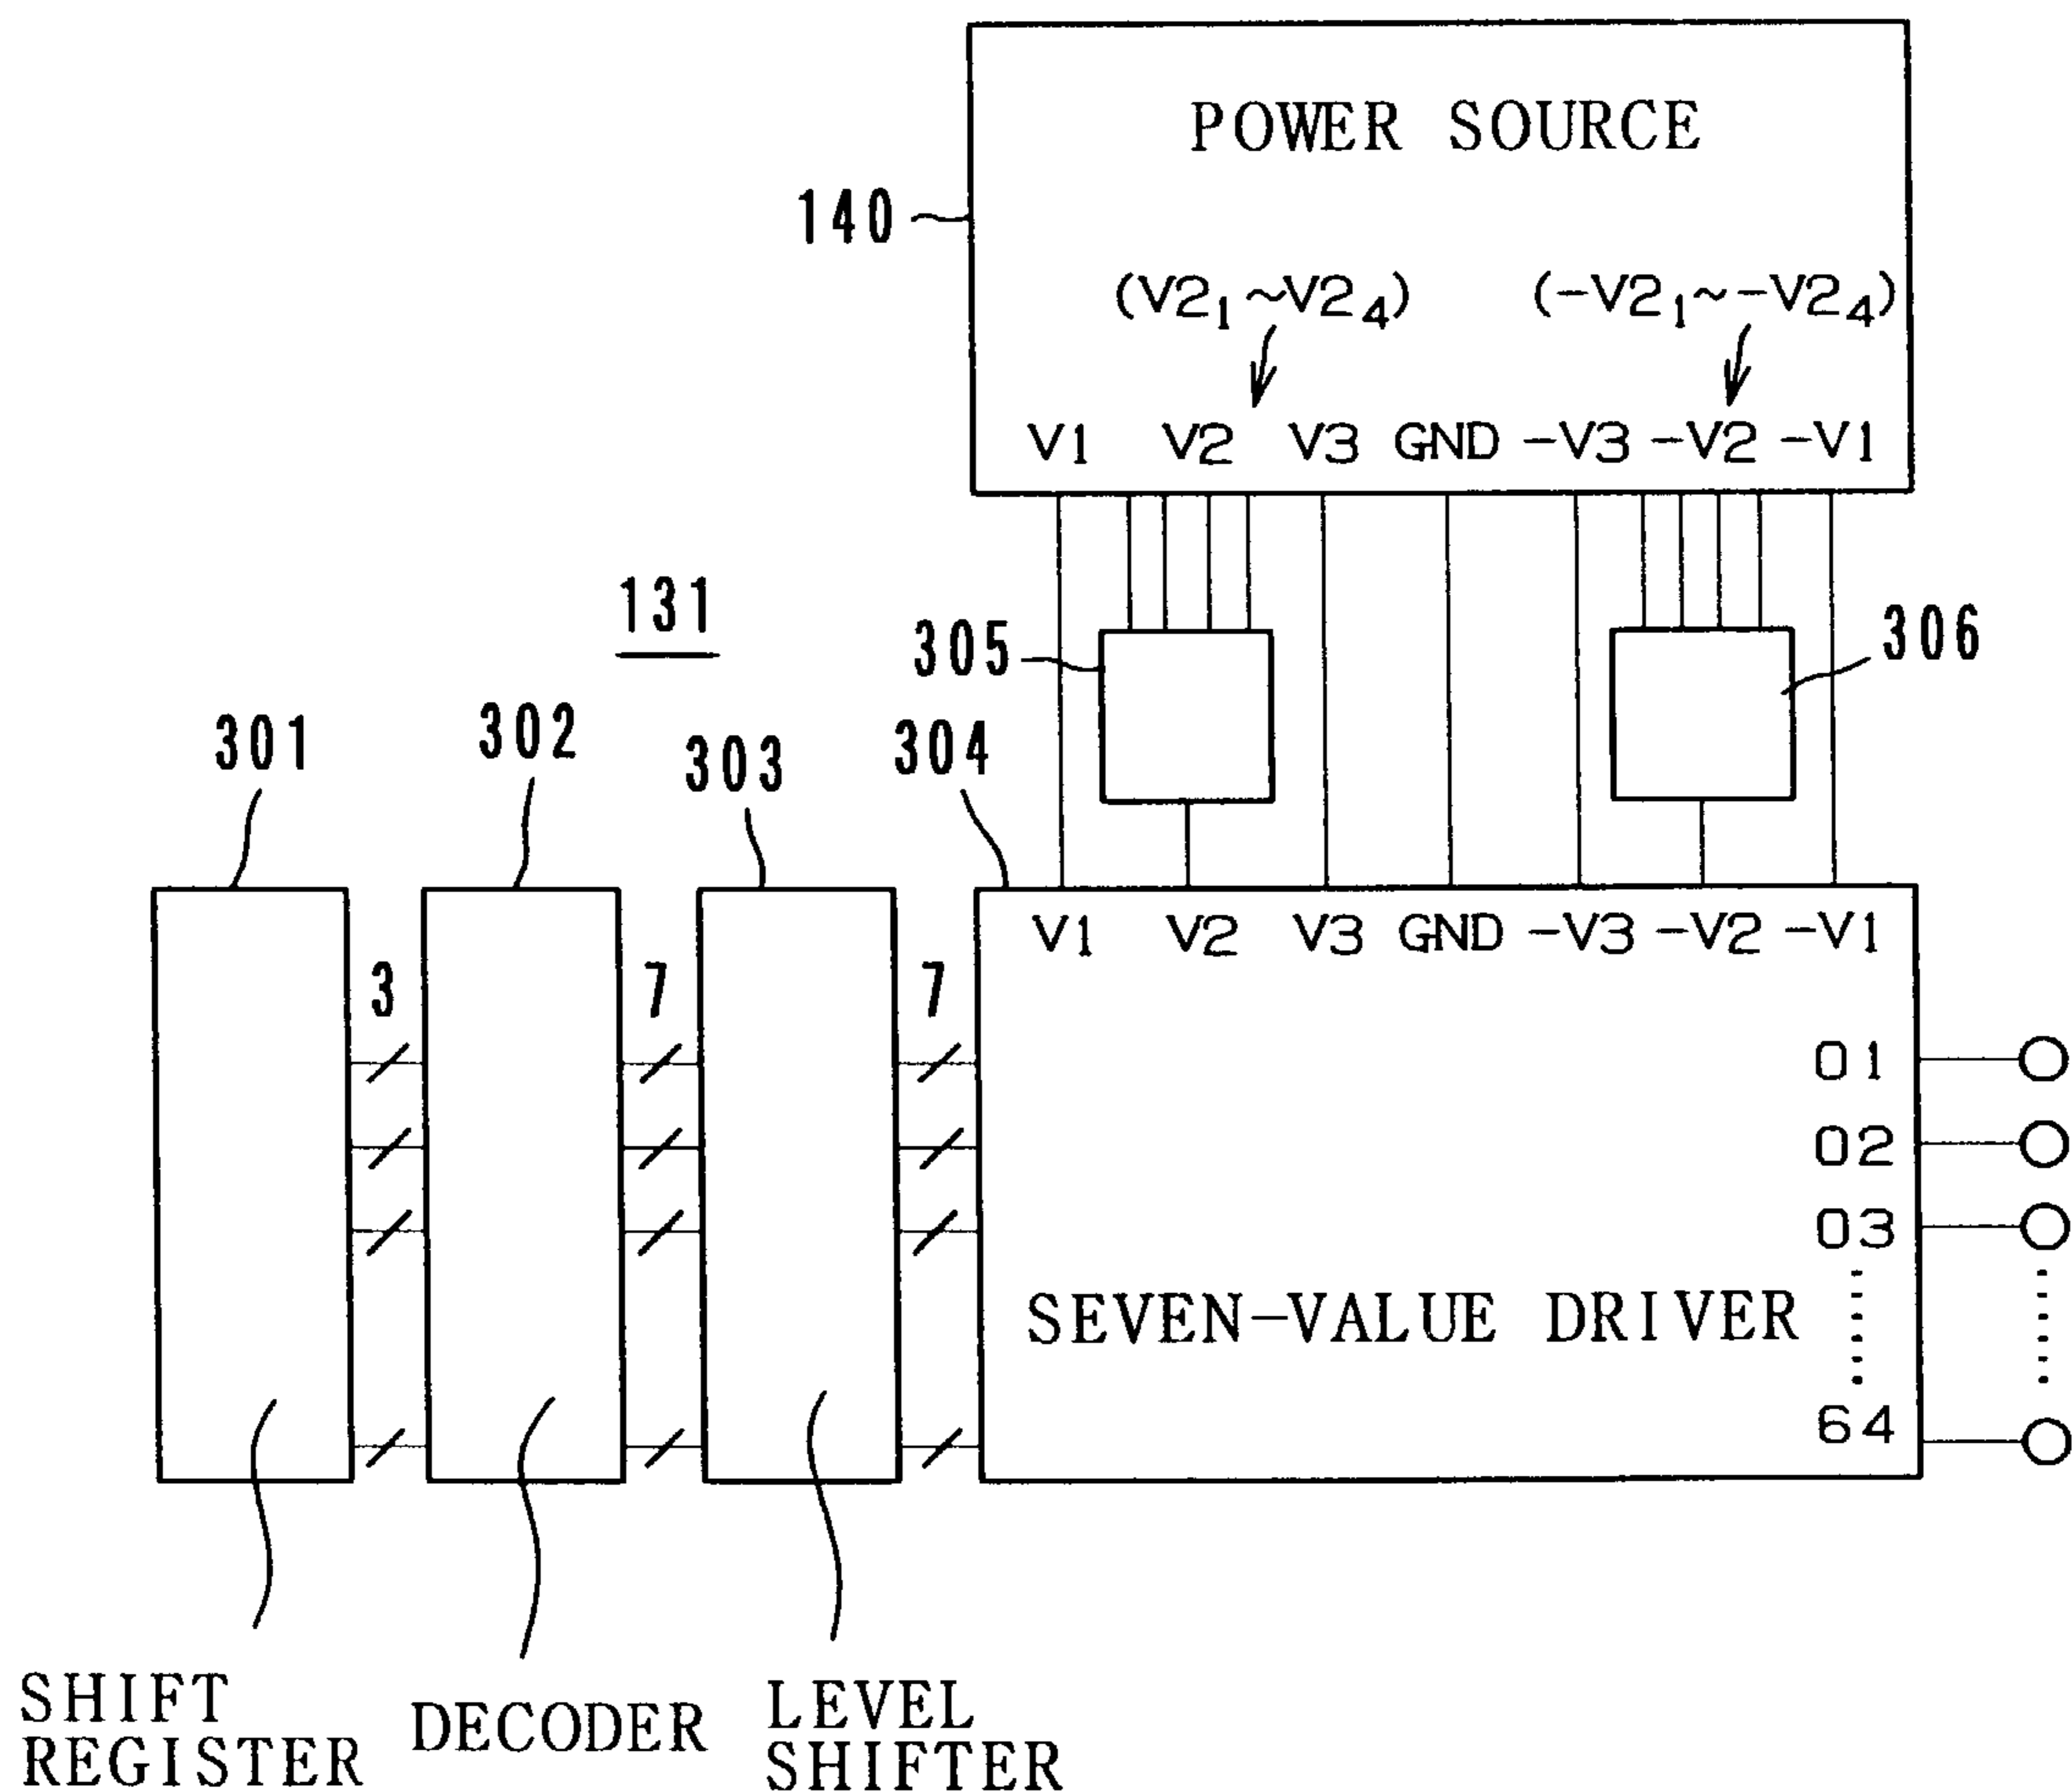 POWER SOURCE
140
(V2₁~V2₄) (-V2₁~-V2₄)
V1 V2 V3 GND -V3 -V2 -V1
131
305
306
301
302
303
304
V1 V2 V3 GND -V3 -V2 -V1
3
7
7
01
02
03
SEVEN-VALUE DRIVER
64
SHIFT
REGISTER
DECODER
LEVEL
SHIFTER